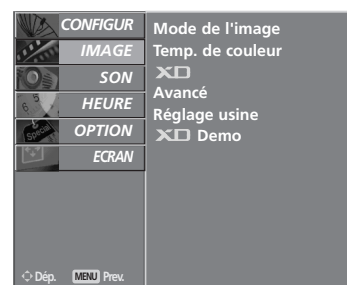 CONFIGUR
IMAGE
SON
HEURE
OPTION
ECRAN
Mode de l'image
Temp. de couleur
XD
Avancé
Réglage usine
XD Demo
Dép. MENU Prev.